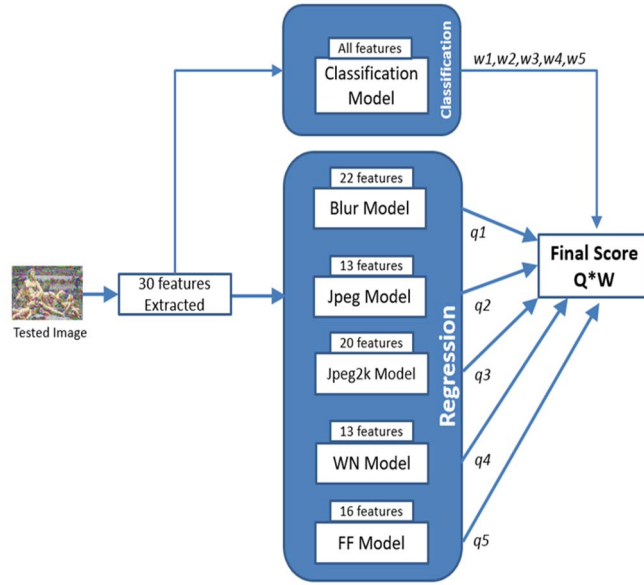 All features
Classification
Model
Classification
w1,w2,w3,w4,w5
22 features
Blur Model
q1
Final Score
Q*W
13 features
Jpeg Model
q2
30 features
Extracted
Tested Image
20 features
Jpeg2k Model
q3
Regression
13 features
WN Model
q4
16 features
FF Model
q5